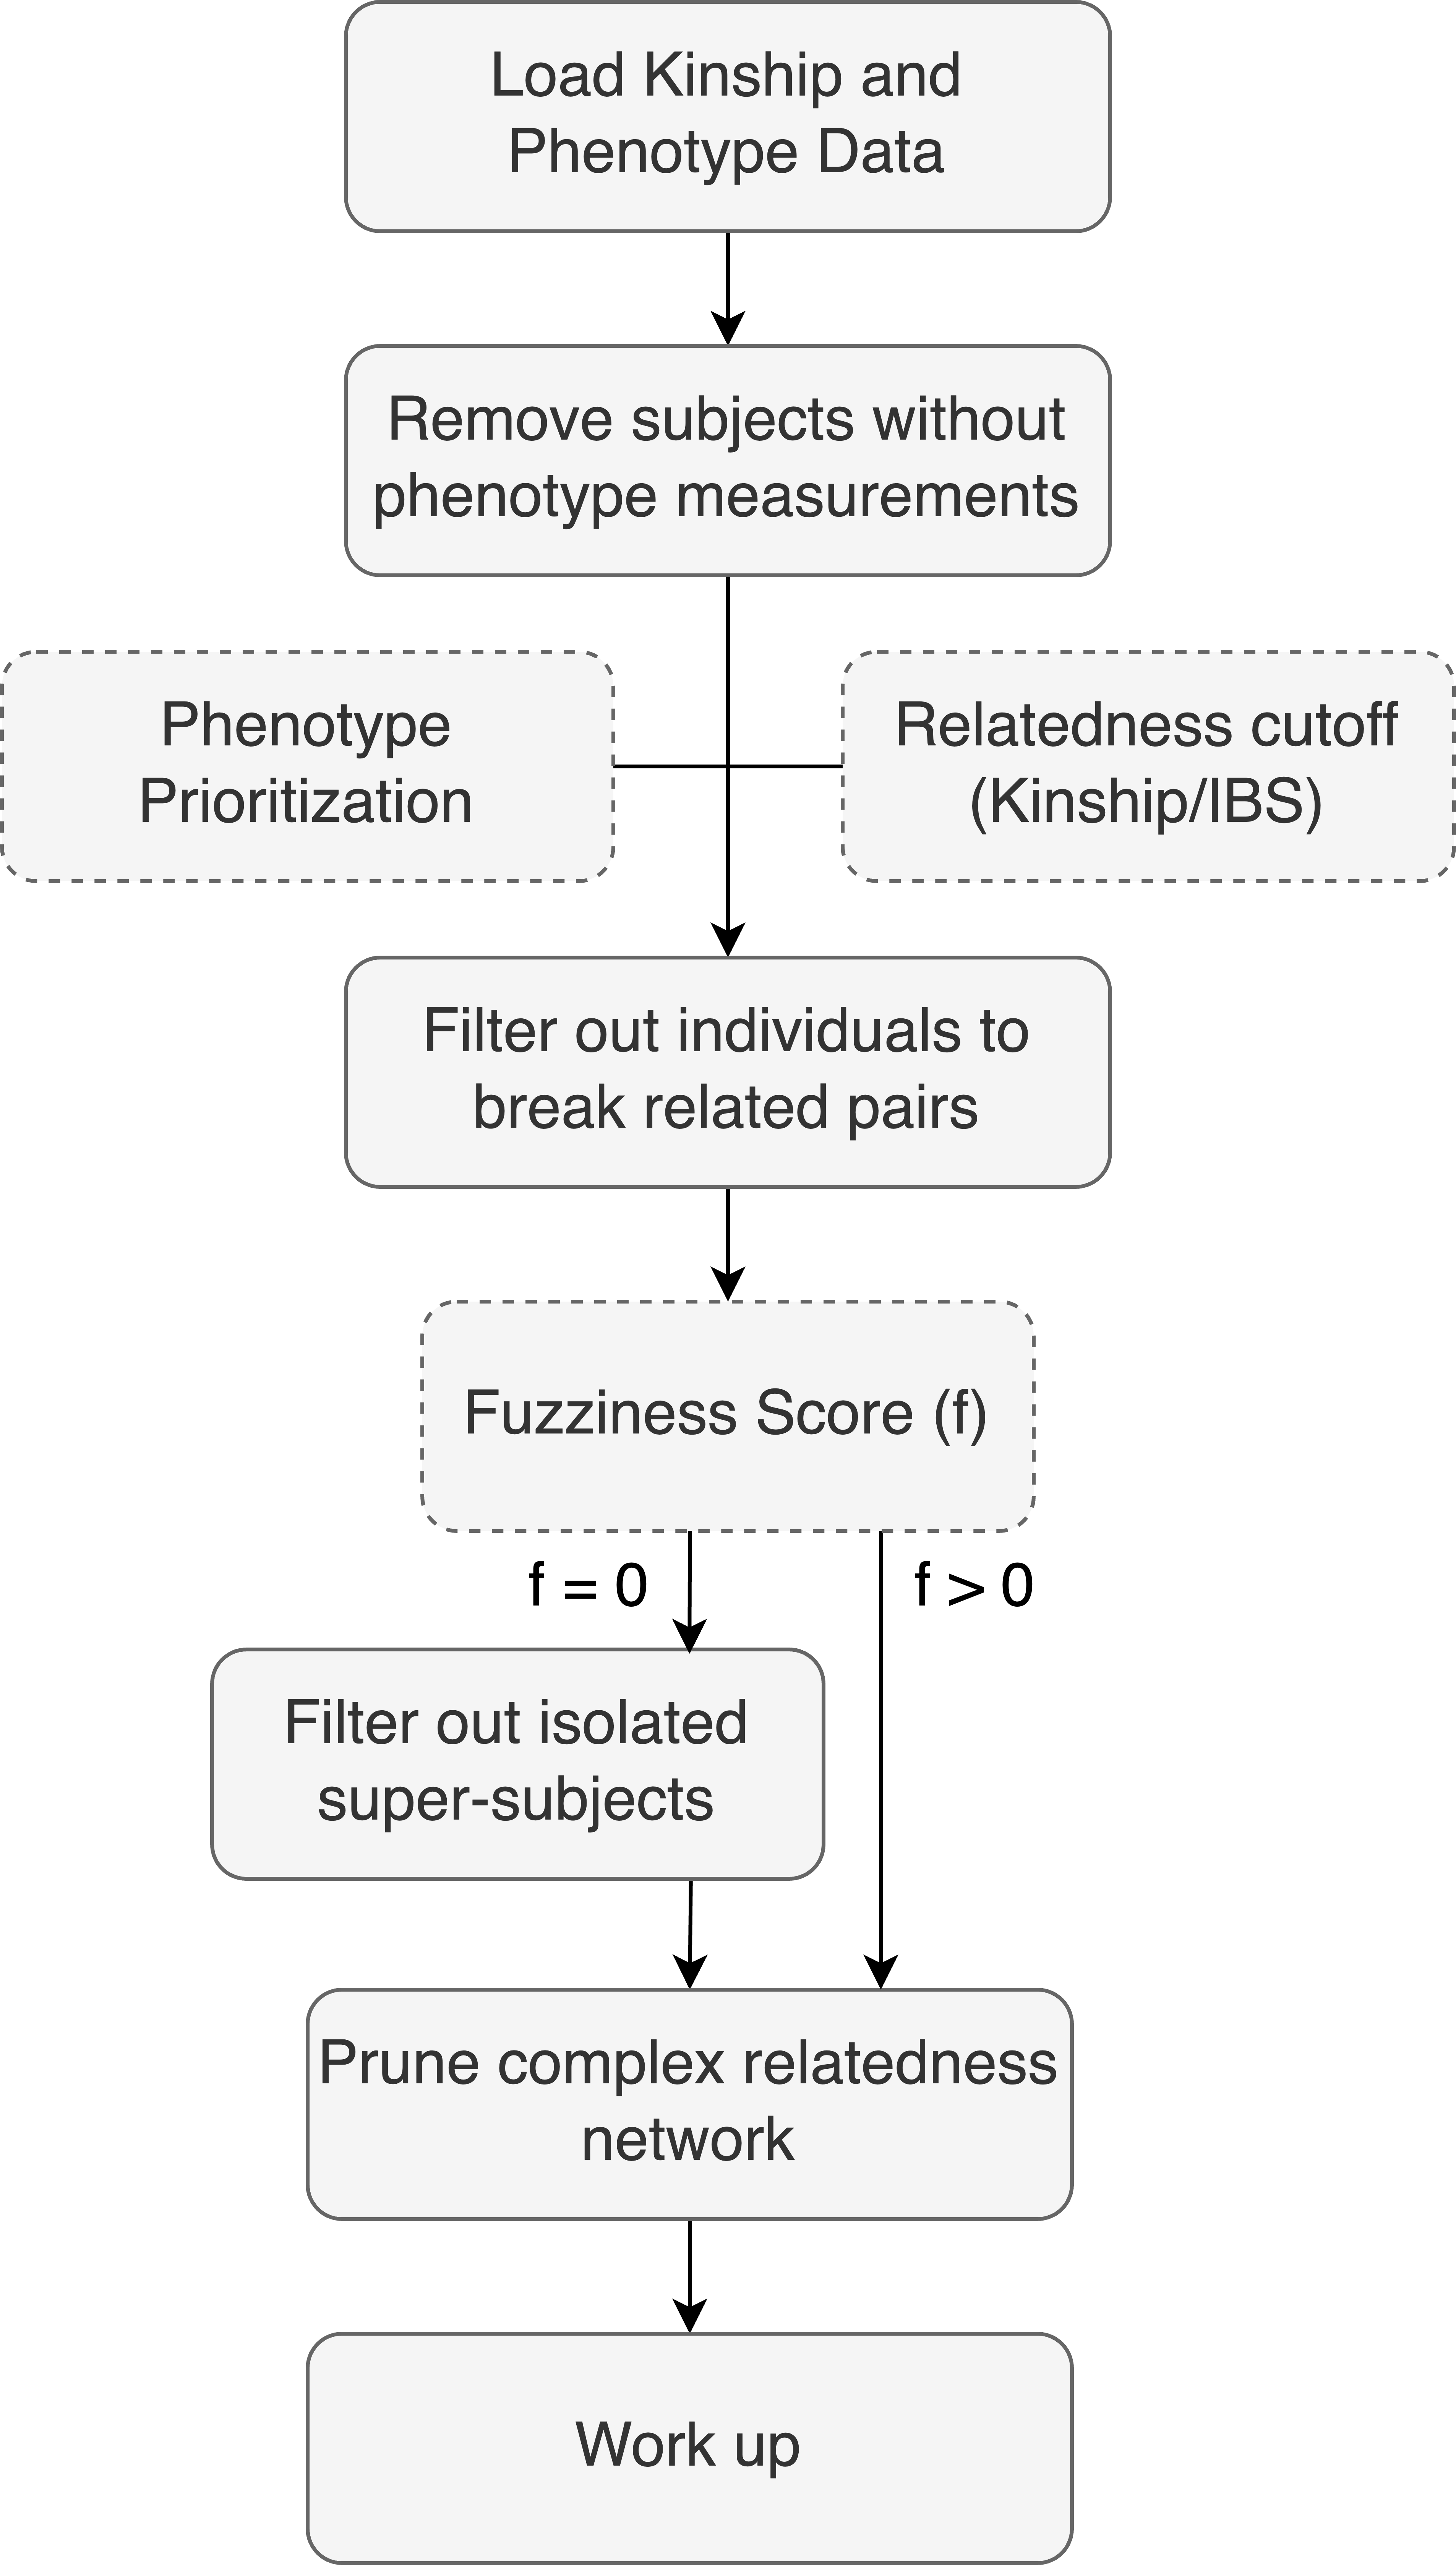 Load Kinship and
Phenotype Data
Remove subjects without
phenotype measurements
Phenotype
Prioritization
Relatedness cutoff
(Kinship/IBS)
Filter out individuals to
break related pairs
Fuzziness Score (f)
f = 0
f > 0
Filter out isolated
super-subjects
Prune complex relatedness
network
Work up